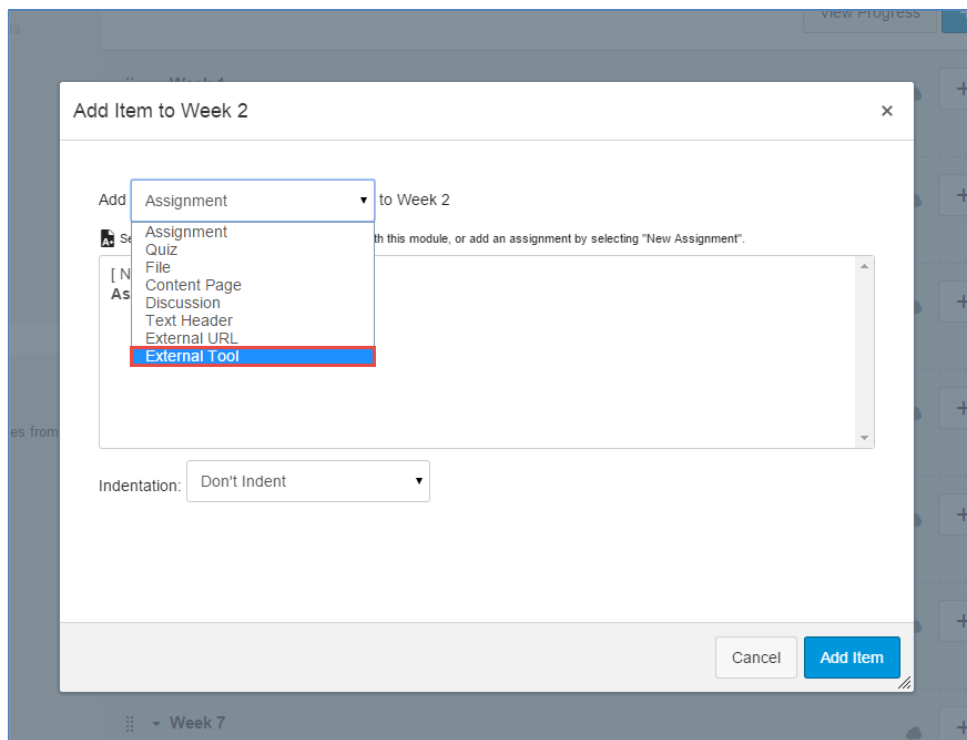 View Progress
Week 1
Add Item to Week 2
×
Add Assignment to Week 2
Assignment
Quiz
File
Content Page
Discussion
Text Header
External URL
External Tool
th this module, or add an assignment by selecting "New Assignment".
[ N
As
es from
Indentation: Don't Indent
Cancel
Add Item
Week 7